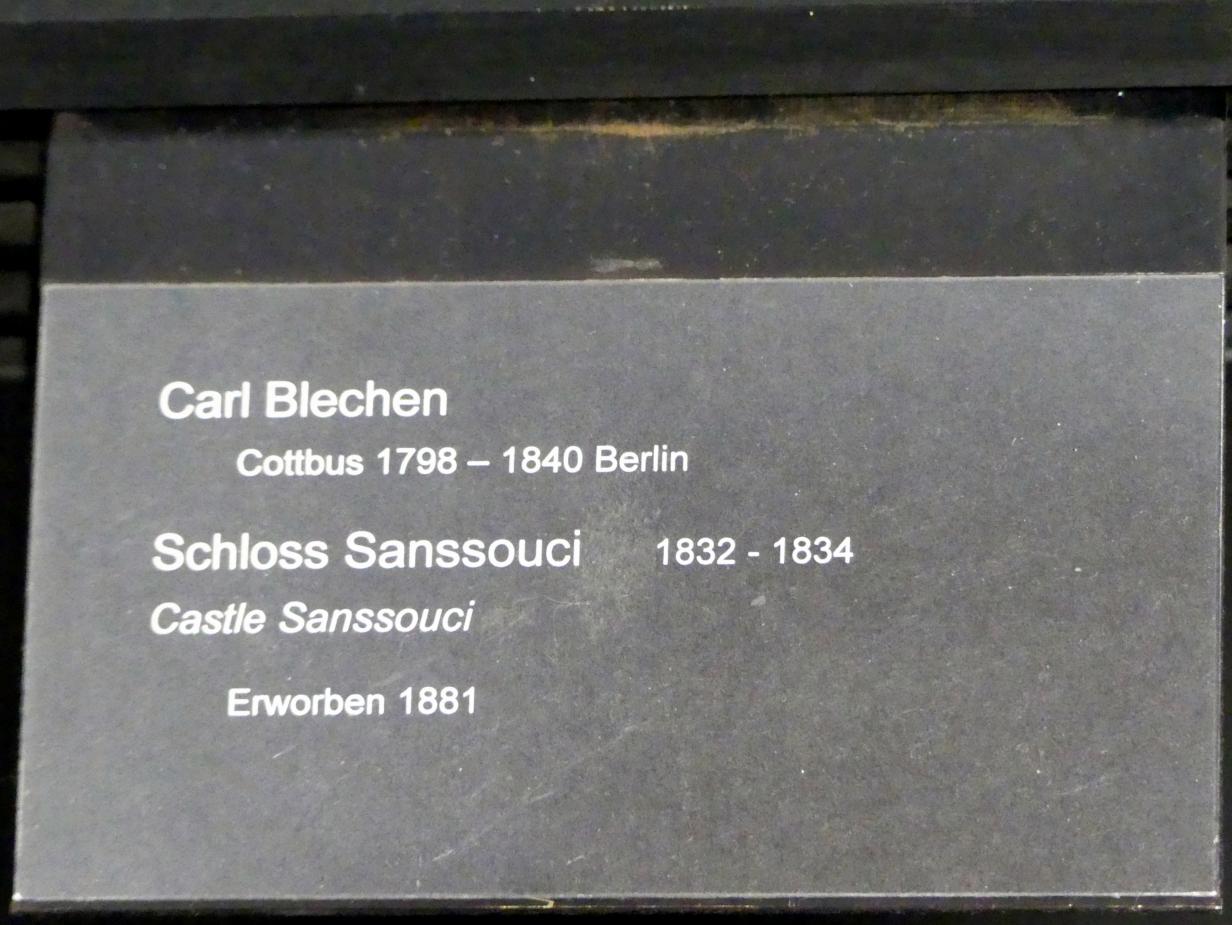 Carl Blechen
Cottbus 1798 – 1840 Berlin
Schloss Sanssouci 1832 - 1834
Castle Sanssouci
Erworben 1881